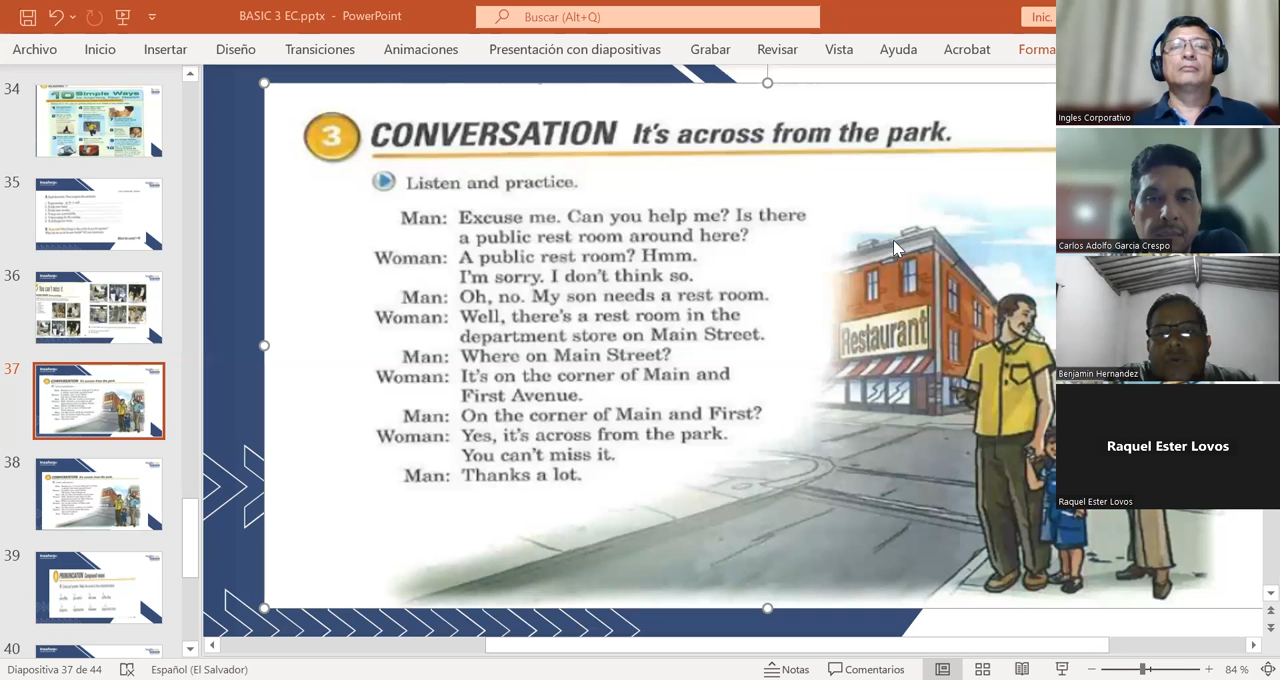 BASIC 3 EC.pptx - PowerPoint
Buscar (Alt+Q)
Inic.
Archivo Inicio Insertar Diseño Transiciones Animaciones Presentación con diapositivas Grabar Revisar Vista Ayuda Acrobat Forma
34
10 Simple Ways
35
36
You can't miss it
37
38
39
40
3 CONVERSATION It's across from the park.
Listen and practice.
Man: Excuse me. Can you help me? Is there
a public rest room around here?
Woman: A public rest room? Hmm.
I'm sorry. I don't think so.
Man: Oh, no. My son needs a rest room.
Woman: Well, there's a rest room in the
department store on Main Street.
Man: Where on Main Street?
Woman: It's on the corner of Main and
First Avenue.
Man: On the corner of Main and First?
Woman: Yes, it's across from the park.
You can't miss it.
Man: Thanks a lot.
Restaurant
Ingles Corporativo
Carlos Adolfo Garcia Crespo
Benjamin Hernandez
Raquel Ester Lovos
Raquel Ester Lovos
Diapositiva 37 de 44 Español (El Salvador) Notas Comentarios 84 %